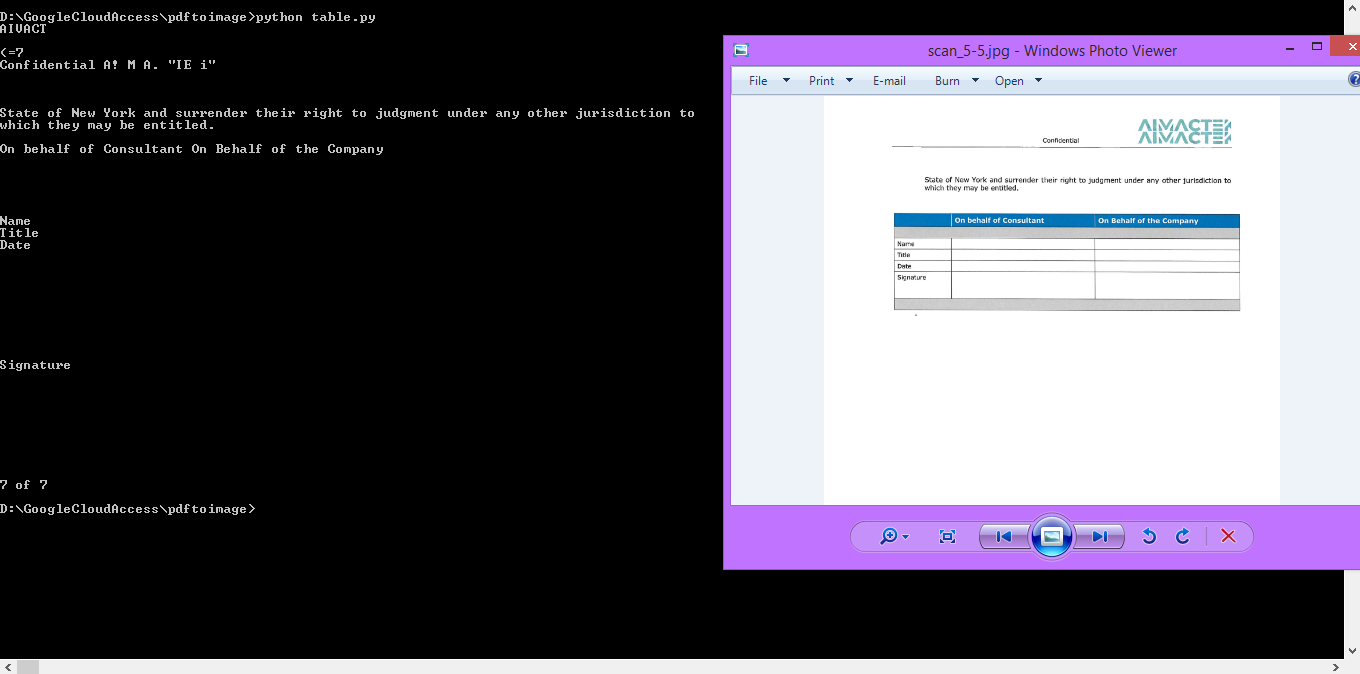 D:\GoogleCloudAccess\pdftoimage>python table.py
AIVACT
(=7
Confidential A! M A. "IE i"
State of New York and surrender their right to judgment under any other jurisdiction to
which they may be entitled.
On behalf of Consultant On Behalf of the Company
Name
Title
Date
Signature
7 of 7
D:\GoogleCloudAccess\pdftoimage>
scan_5-5.jpg - Windows Photo Viewer
File Print E-mail Burn Open
Confidential
State of New York and surrender their right to judgment under any other jurisdiction to
which they may be entitled.
On behalf of Consultant On Behalf of the Company
Name
Title
Date
Signature